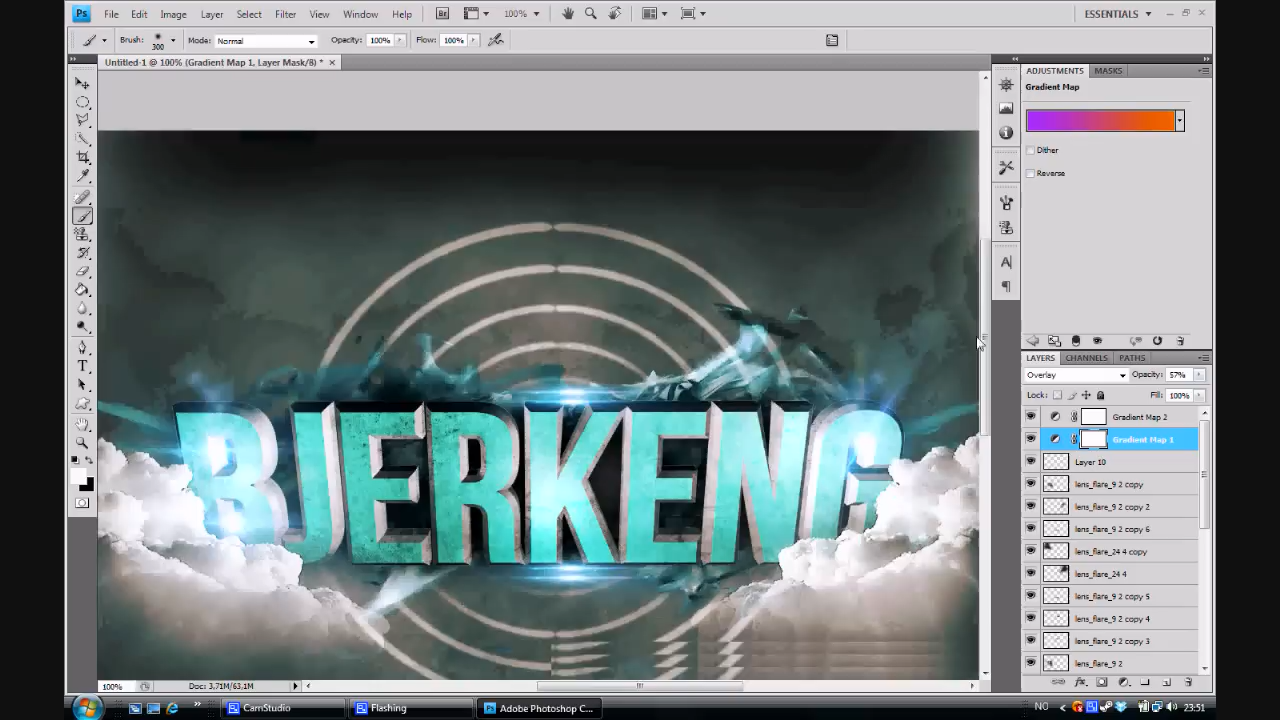 Ps File Edit Image Layer Select Filter View Window Help Br 100% ESSENTIALS
Brush: 300 Mode: Normal Opacity: 100% Flow: 100%
Untitled-1 @ 100% (Gradient Map 1, Layer Mask/8) * ×
ADJUSTMENTS MASKS
Gradient Map
Dither
Reverse
BJERKENG
LAYERS CHANNELS PATHS
Overlay Opacity: 57%
Lock: Fill: 100%
Gradient Map 2
Gradient Map 1
Layer 10
lens_flare_9 2 copy
lens_flare_9 2 copy 2
lens_flare_9 2 copy 6
lens_flare_24 4 copy
lens_flare_24 4
lens_flare_9 2 copy 5
lens_flare_9 2 copy 4
lens_flare_9 2 copy 3
lens_flare_9 2
100% Doc: 3,71M/63,1M
CamStudio Flashing Adobe Photoshop C... NO 23:51